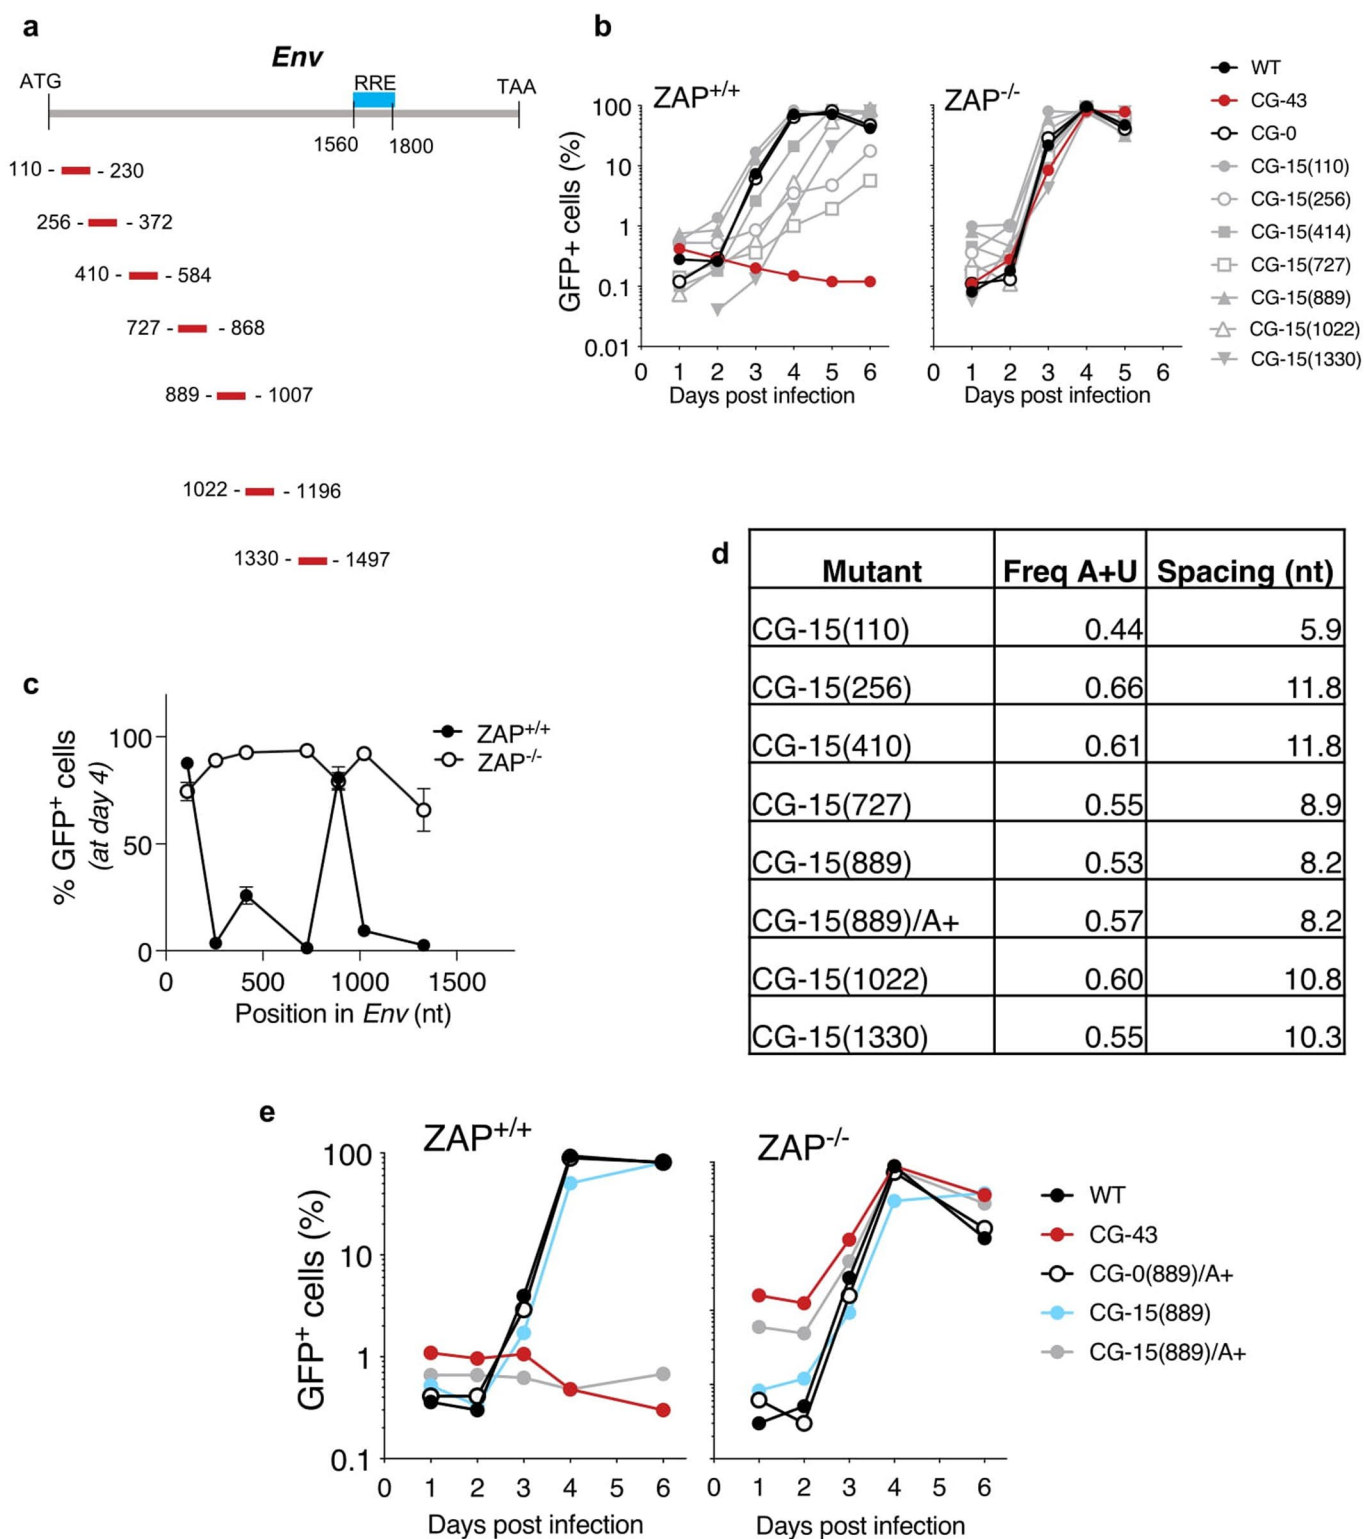 a
Env
ATG
RRE
TAA
1560
1800
110 - - 230
256 - - 372
410 - - 584
727 - - 868
889 - - 1007
1022 - - 1196
1330 - - 1497
b
ZAP+/+
ZAP-/-
GFP+ cells (%)
100
10
1
0.1
0.01
0 1 2 3 4 5 6
Days post infection
0 1 2 3 4 5 6
Days post infection
WT
CG-43
CG-0
CG-15(110)
CG-15(256)
CG-15(414)
CG-15(727)
CG-15(889)
CG-15(1022)
CG-15(1330)
c
% GFP+ cells
(at day 4)
100
50
0
0 500 1000 1500
Position in Env (nt)
ZAP+/+
ZAP-/-
d
Mutant Freq A+U Spacing (nt)
CG-15(110) 0.44 5.9
CG-15(256) 0.66 11.8
CG-15(410) 0.61 11.8
CG-15(727) 0.55 8.9
CG-15(889) 0.53 8.2
CG-15(889)/A+ 0.57 8.2
CG-15(1022) 0.60 10.8
CG-15(1330) 0.55 10.3
e
ZAP+/+
ZAP-/-
GFP+ cells (%)
100
10
1
0.1
0 1 2 3 4 5 6
Days post infection
0 1 2 3 4 5 6
Days post infection
WT
CG-43
CG-0(889)/A+
CG-15(889)
CG-15(889)/A+